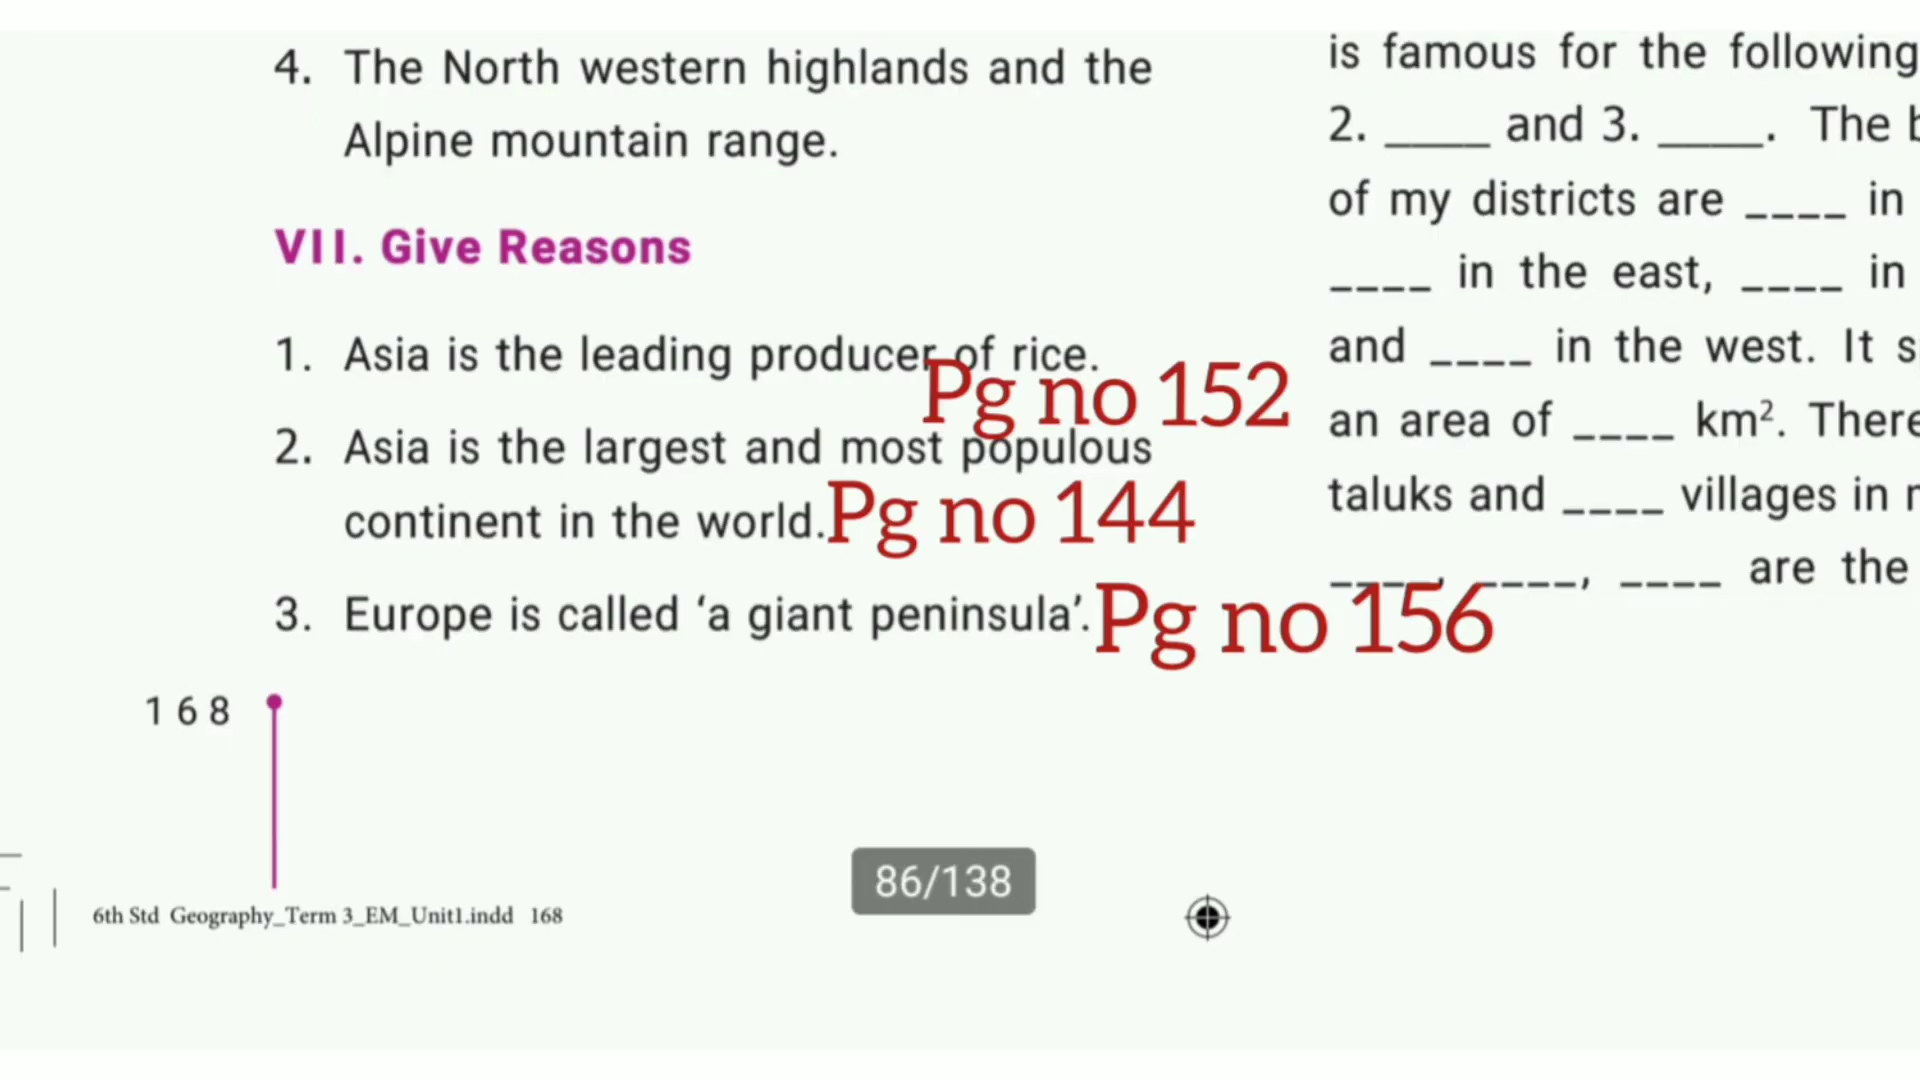 4. The North western highlands and the
Alpine mountain range.
VII. Give Reasons
1. Asia is the leading producer of rice.
Pg no 152
2. Asia is the largest and most populous
continent in the world.
Pg no 144
3. Europe is called ‘a giant peninsula’.
Pg no 156
168
6th Std Geography_Term 3_EM_Unit1.indd 168
86/138
is famous for the following
2. ____ and 3. ____. The
of my districts are ____ in
____ in the east, ____ in
and ____ in the west. It
an area of ____ km². There
taluks and ____ villages in
____, ____, ____ are the